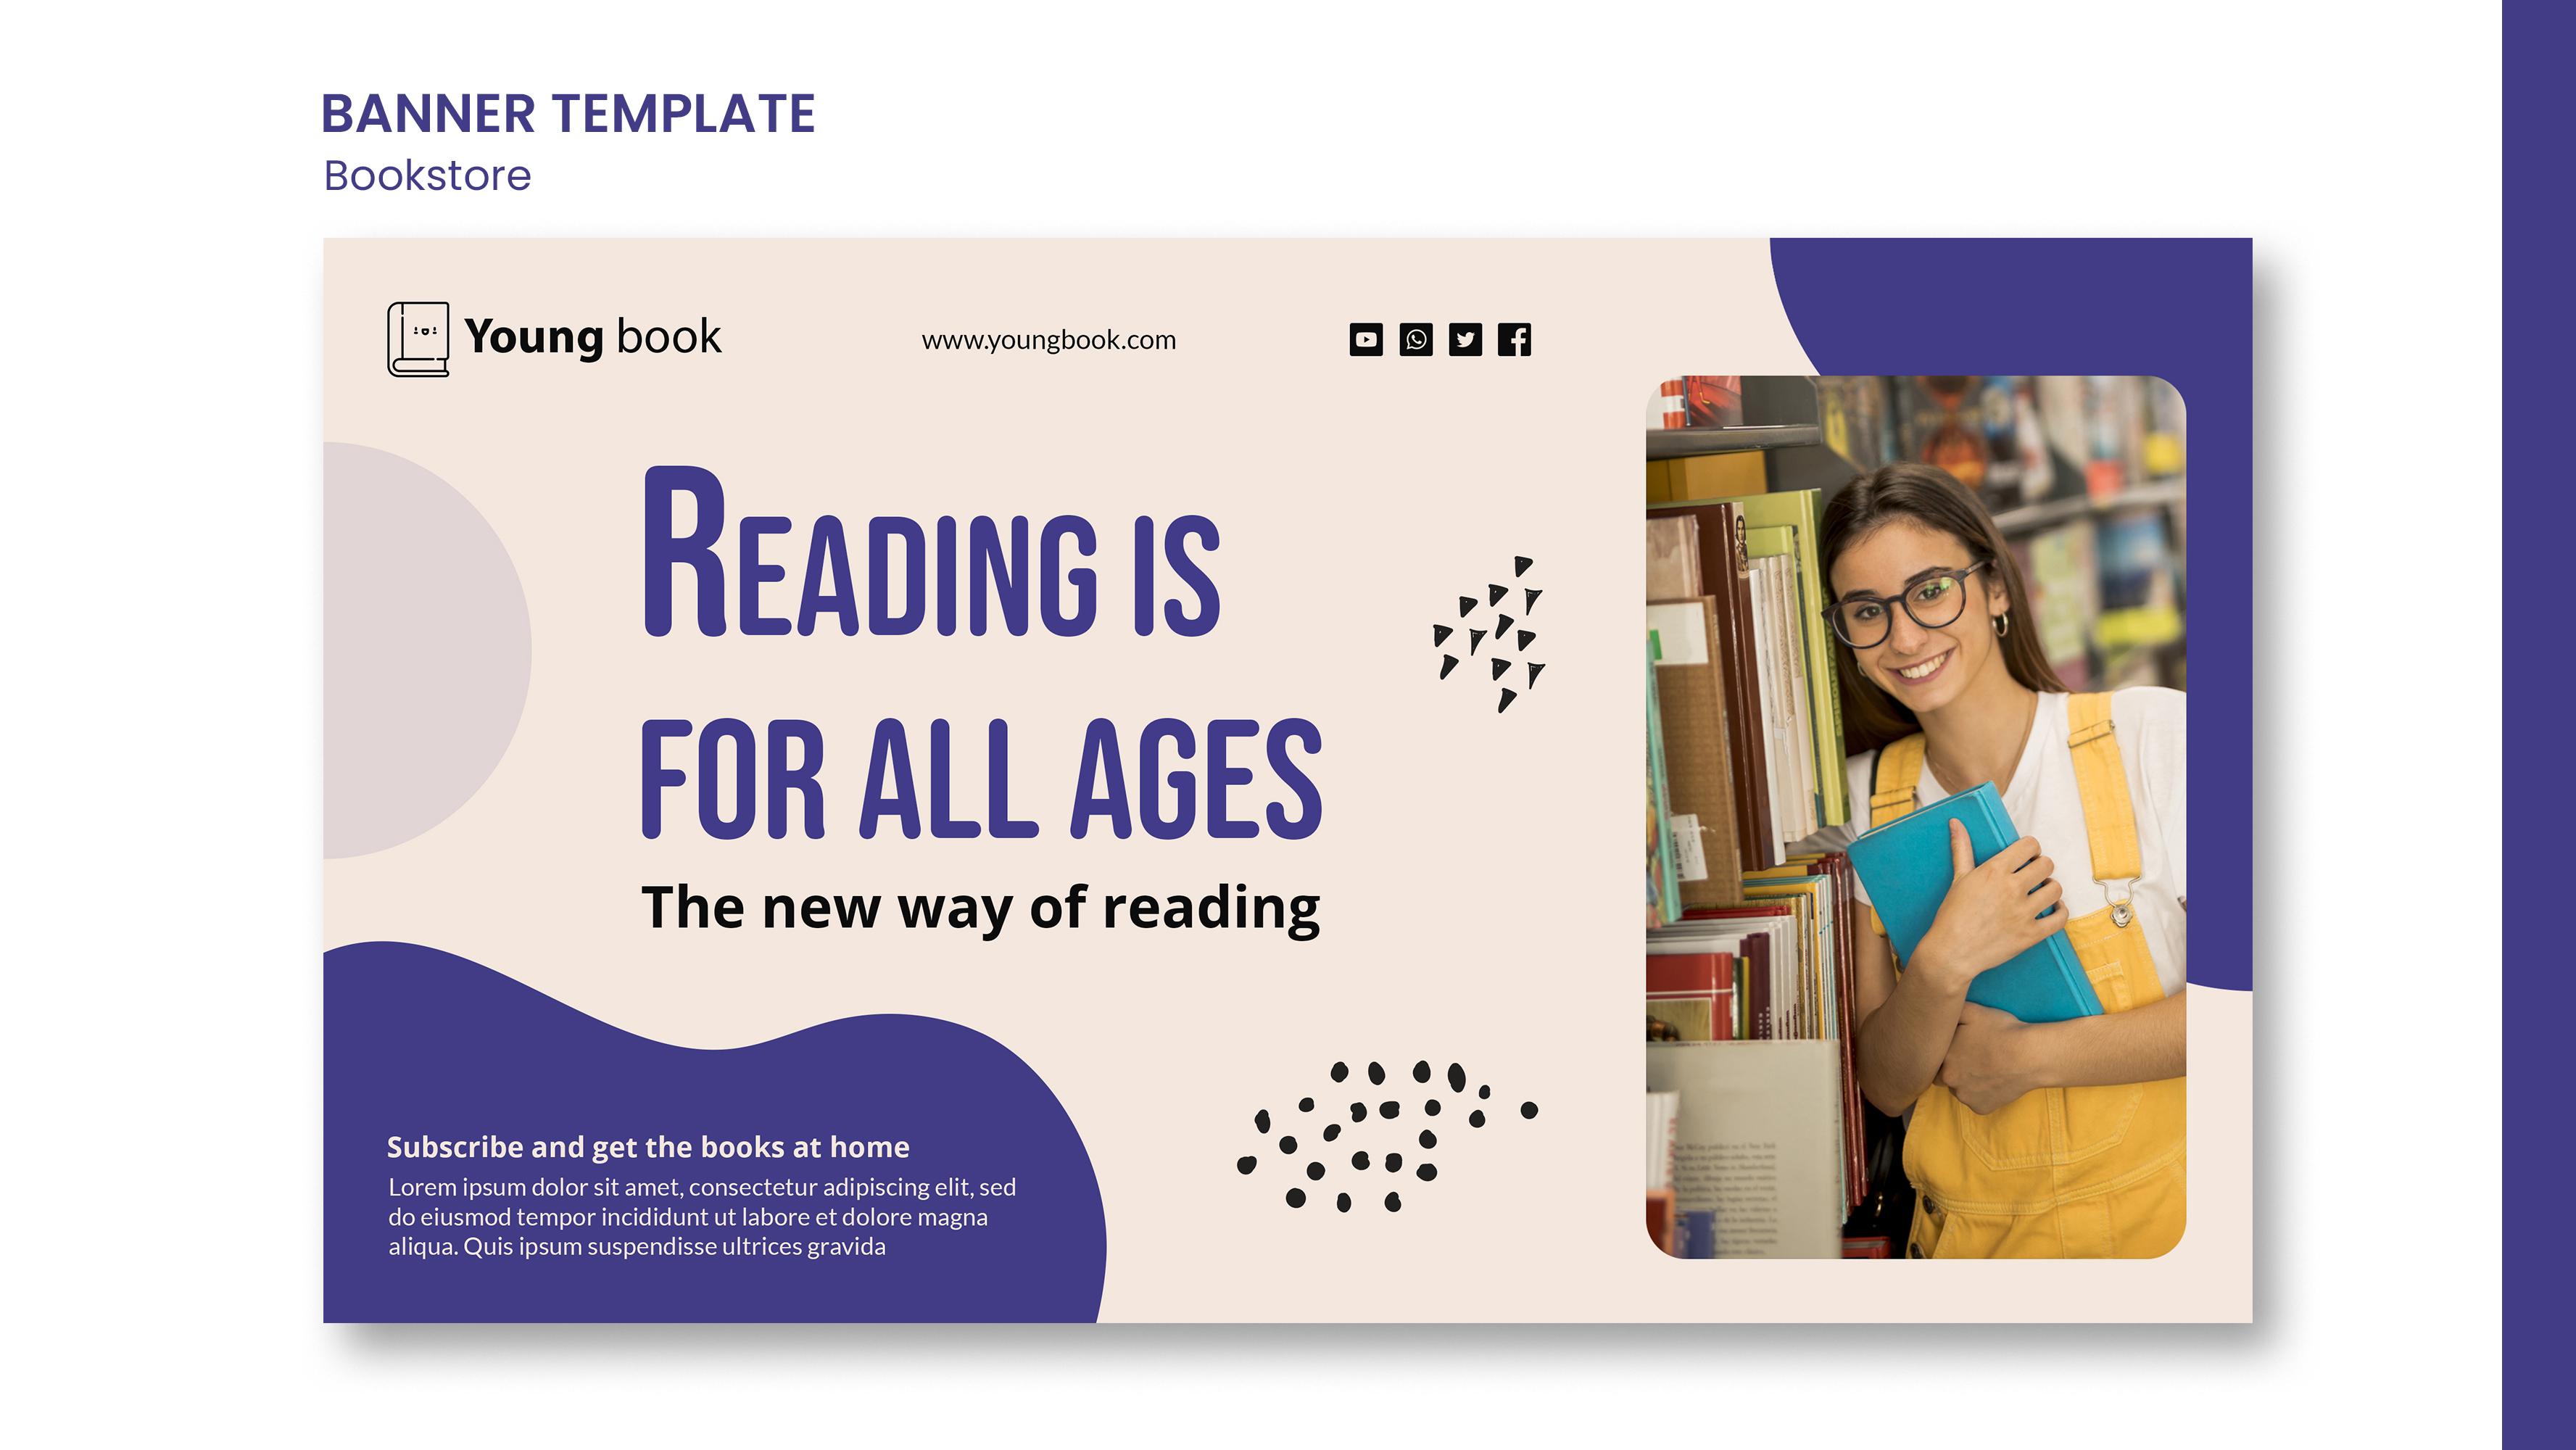 BANNER TEMPLATE
Bookstore
Young book
www.youngbook.com
READING IS
FOR ALL AGES
The new way of reading
Subscribe and get the books at home
Lorem ipsum dolor sit amet, consectetur adipiscing elit, sed
do eiusmod tempor incididunt ut labore et dolore magna
aliqua. Quis ipsum suspendisse ultrices gravida